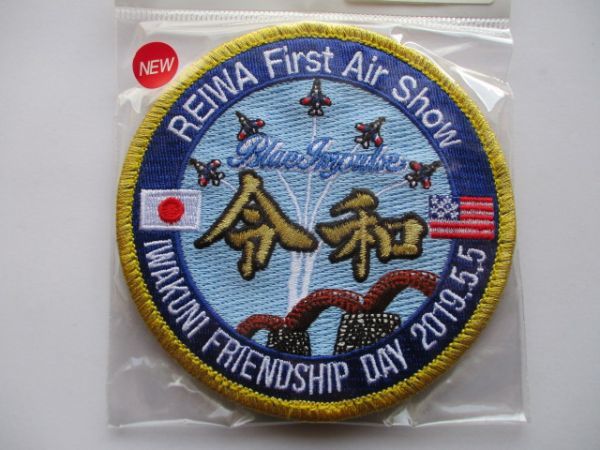 NEW
REIWA First Air Show
Blue Impulse
令和
IWAKUNI FRIENDSHIP DAY 2019.5.5